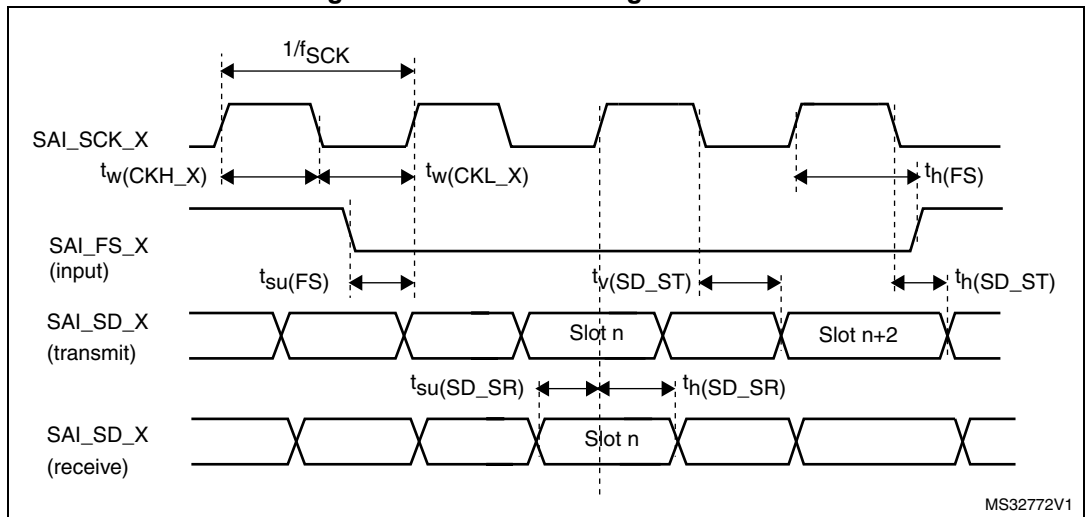 1/fSCK
SAI_SCK_X
tw(CKH_X)
tw(CKL_X)
th(FS)
SAI_FS_X
(input)
tsu(FS)
tv(SD_ST)
th(SD_ST)
SAI_SD_X
(transmit)
Slot n
Slot n+2
tsu(SD_SR)
th(SD_SR)
SAI_SD_X
(receive)
Slot n
MS32772V1